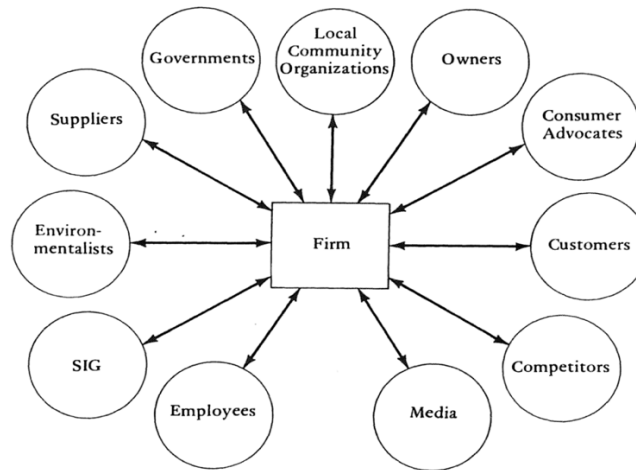 Governments
Local
Community
Organizations
Owners
Suppliers
Consumer
Advocates
Environ-
mentalists
Firm
Customers
SIG
Competitors
Employees
Media